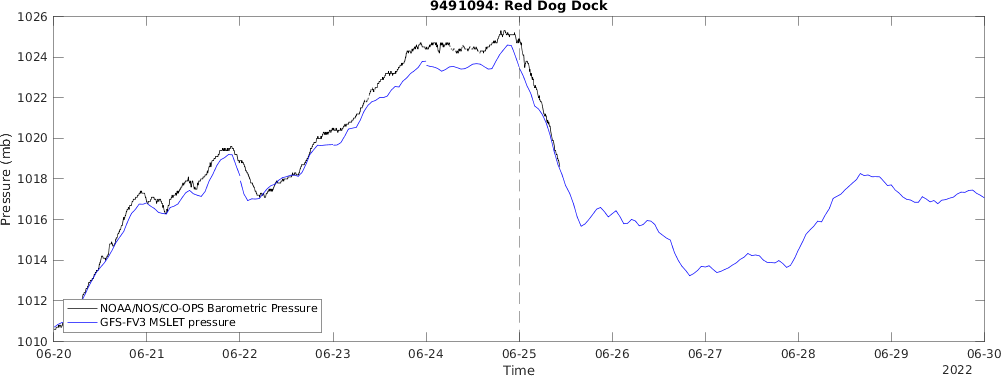 9491094: Red Dog Dock
Pressure (mb)
1026
1024
1022
1020
1018
1016
1014
1012
1010
NOAA/NOS/CO-OPS Barometric Pressure
GFS-FV3 MSLET pressure
06-20 06-21 06-22 06-23 06-24 06-25 06-26 06-27 06-28 06-29 06-30
Time
2022